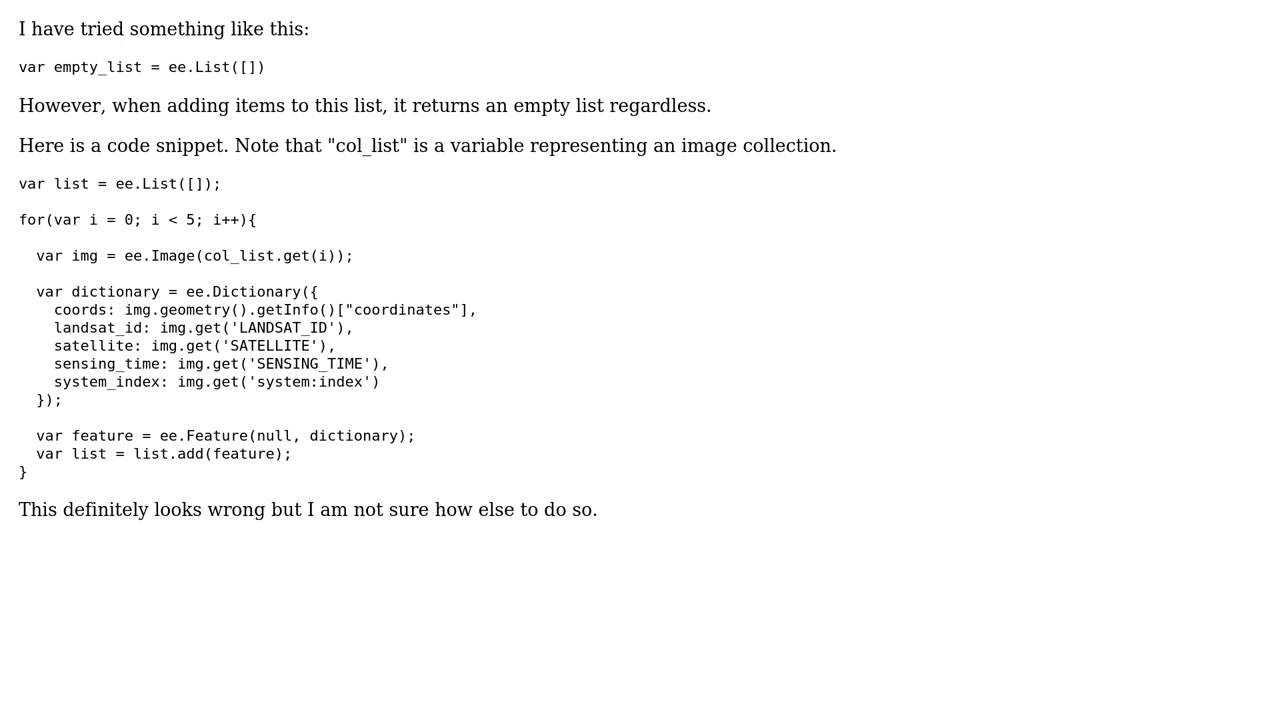 I have tried something like this:
var empty_list = ee.List([])
However, when adding items to this list, it returns an empty list regardless.
Here is a code snippet. Note that "col_list" is a variable representing an image collection.
var list = ee.List([]);
for(var i = 0; i < 5; i++){
  var img = ee.Image(col_list.get(i));
  var dictionary = ee.Dictionary({
    coords: img.geometry().getInfo()["coordinates"],
    landsat_id: img.get('LANDSAT_ID'),
    satellite: img.get('SATELLITE'),
    sensing_time: img.get('SENSING_TIME'),
    system_index: img.get('system:index')
  });
  var feature = ee.Feature(null, dictionary);
  var list = list.add(feature);
}
This definitely looks wrong but I am not sure how else to do so.